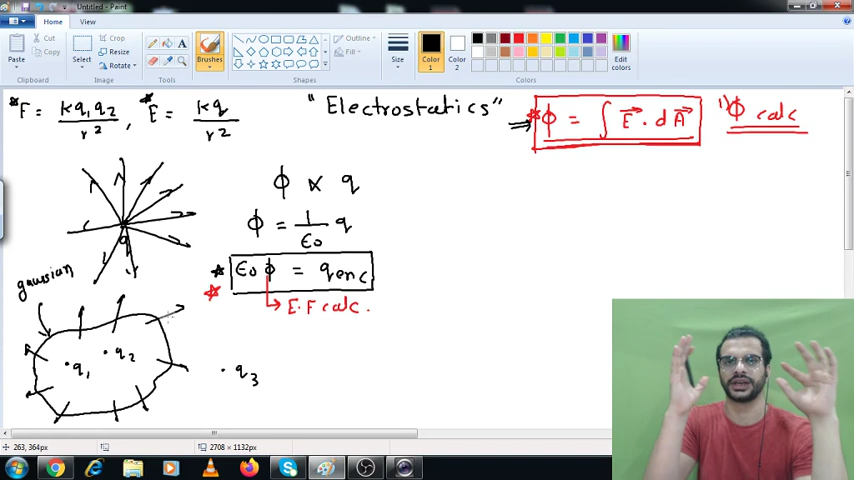 Untitled - Paint
Home
View
Paste
Cut
Copy
Clipboard
Select
Crop
Resize
Rotate
Image
Tools
Brushes
Shapes
Outline
Fill
Size
Color 1
Color 2
Colors
Edit colors
*F = Kq1q2 / r², *E = Kq / r²
"Electrostatics"
⇒ *Φ = ∫ E⃗ · dA⃗
1) Φ calc
Φ ∝ q
Φ = 1/ϵ0 q
* ϵ0 Φ = qenc
E.F calc.
q
gaussian
.q1 .q2
.q3
263, 364px
2708 × 1132px